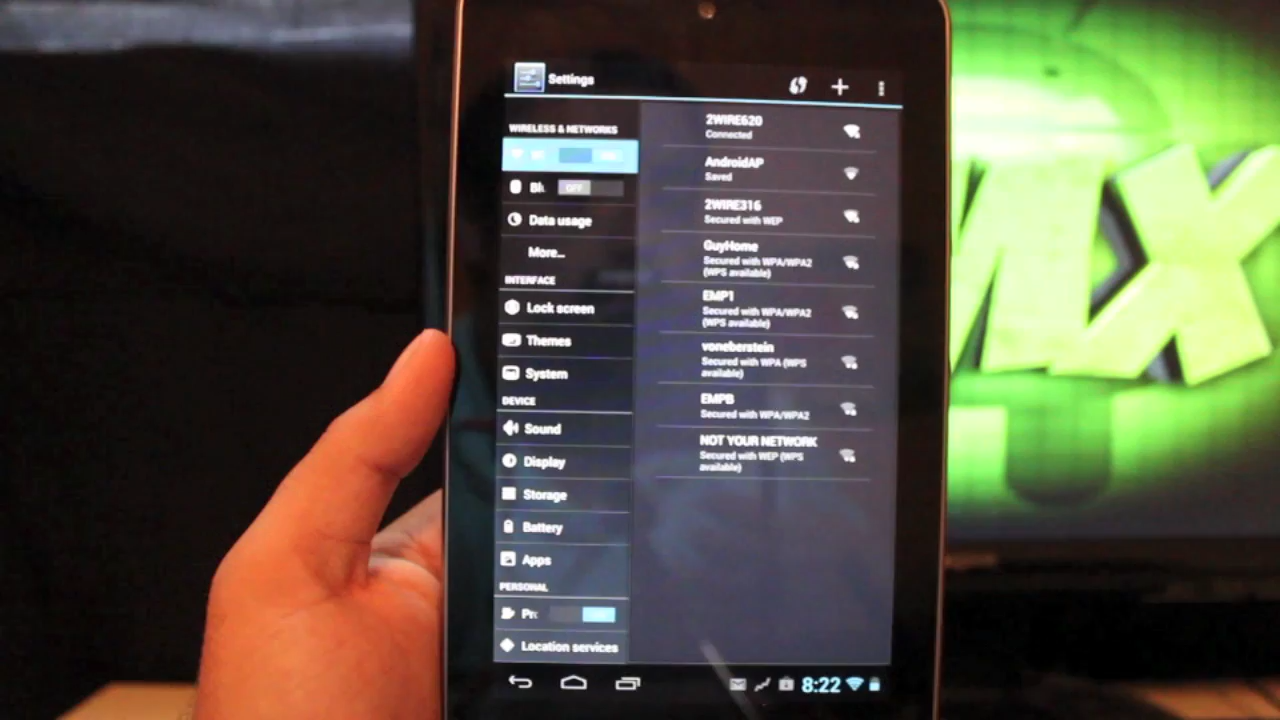 Settings
WIRELESS & NETWORKS
OFF
Data usage
More...
INTERFACE
Lock screen
Themes
System
DEVICE
Sound
Display
Storage
Battery
Apps
PERSONAL
Location services
2WIRE620
Connected
AndroidAP
Saved
2WIRE316
Secured with WEP
GuyHome
Secured with WPA/WPA2
(WPS available)
EMP1
Secured with WPA/WPA2
(WPS available)
voneberstein
Secured with WPA (WPS
available)
EMPB
Secured with WPA/WPA2
NOT YOUR NETWORK
Secured with WEP (WPS
available)
8:22